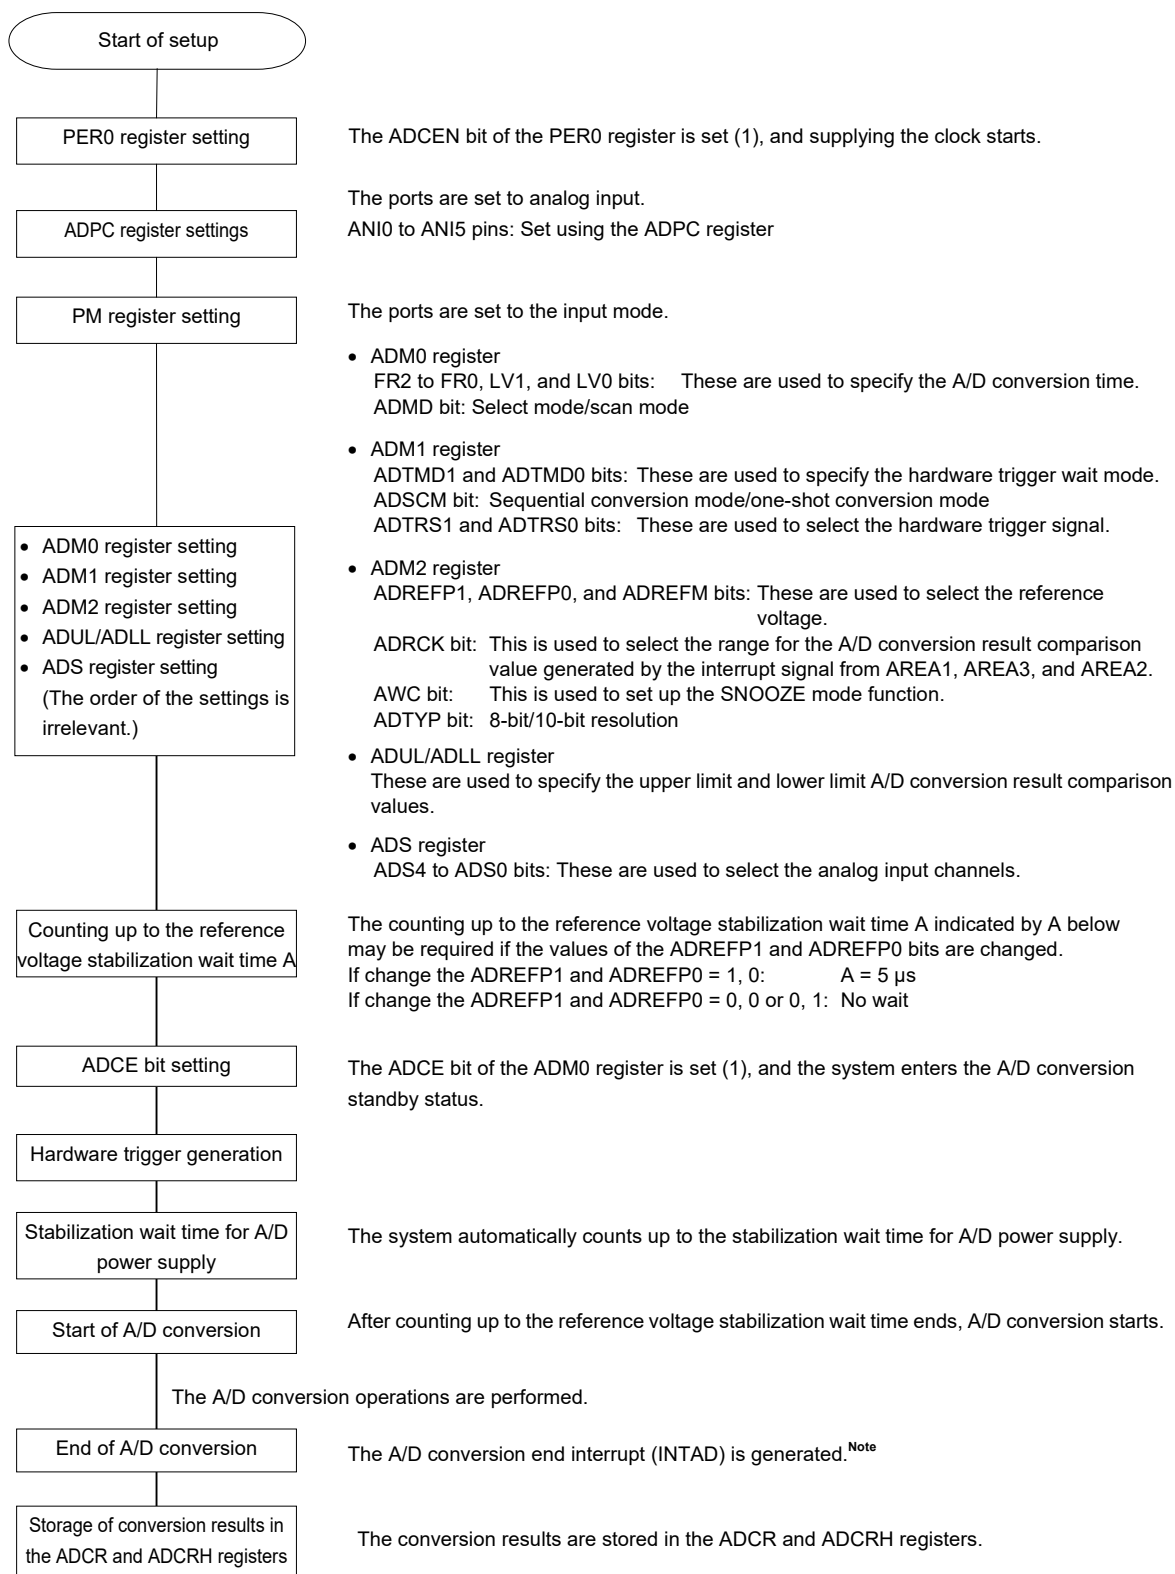 Start of setup
PER0 register setting
The ADCEN bit of the PER0 register is set (1), and supplying the clock starts.
ADPC register settings
The ports are set to analog input.
ANI0 to ANI5 pins: Set using the ADPC register
PM register setting
The ports are set to the input mode.
• ADM0 register setting
• ADM1 register setting
• ADM2 register setting
• ADUL/ADLL register setting
• ADS register setting
(The order of the settings is
irrelevant.)
• ADM0 register
FR2 to FR0, LV1, and LV0 bits: These are used to specify the A/D conversion time.
ADMD bit: Select mode/scan mode
• ADM1 register
ADTMD1 and ADTMD0 bits: These are used to specify the hardware trigger wait mode.
ADSCM bit: Sequential conversion mode/one-shot conversion mode
ADTRS1 and ADTRS0 bits: These are used to select the hardware trigger signal.
• ADM2 register
ADREFP1, ADREFP0, and ADREFM bits: These are used to select the reference
voltage.
ADRCK bit: This is used to select the range for the A/D conversion result comparison
value generated by the interrupt signal from AREA1, AREA3, and AREA2.
AWC bit: This is used to set up the SNOOZE mode function.
ADTYP bit: 8-bit/10-bit resolution
• ADUL/ADLL register
These are used to specify the upper limit and lower limit A/D conversion result comparison
values.
• ADS register
ADS4 to ADS0 bits: These are used to select the analog input channels.
Counting up to the reference
voltage stabilization wait time A
The counting up to the reference voltage stabilization wait time A indicated by A below
may be required if the values of the ADREFP1 and ADREFP0 bits are changed.
If change the ADREFP1 and ADREFP0 = 1, 0: A = 5 µs
If change the ADREFP1 and ADREFP0 = 0, 0 or 0, 1: No wait
ADCE bit setting
The ADCE bit of the ADM0 register is set (1), and the system enters the A/D conversion
standby status.
Hardware trigger generation
Stabilization wait time for A/D
power supply
The system automatically counts up to the stabilization wait time for A/D power supply.
Start of A/D conversion
After counting up to the reference voltage stabilization wait time ends, A/D conversion starts.
The A/D conversion operations are performed.
End of A/D conversion
The A/D conversion end interrupt (INTAD) is generated.Note
Storage of conversion results in
the ADCR and ADCRH registers
The conversion results are stored in the ADCR and ADCRH registers.